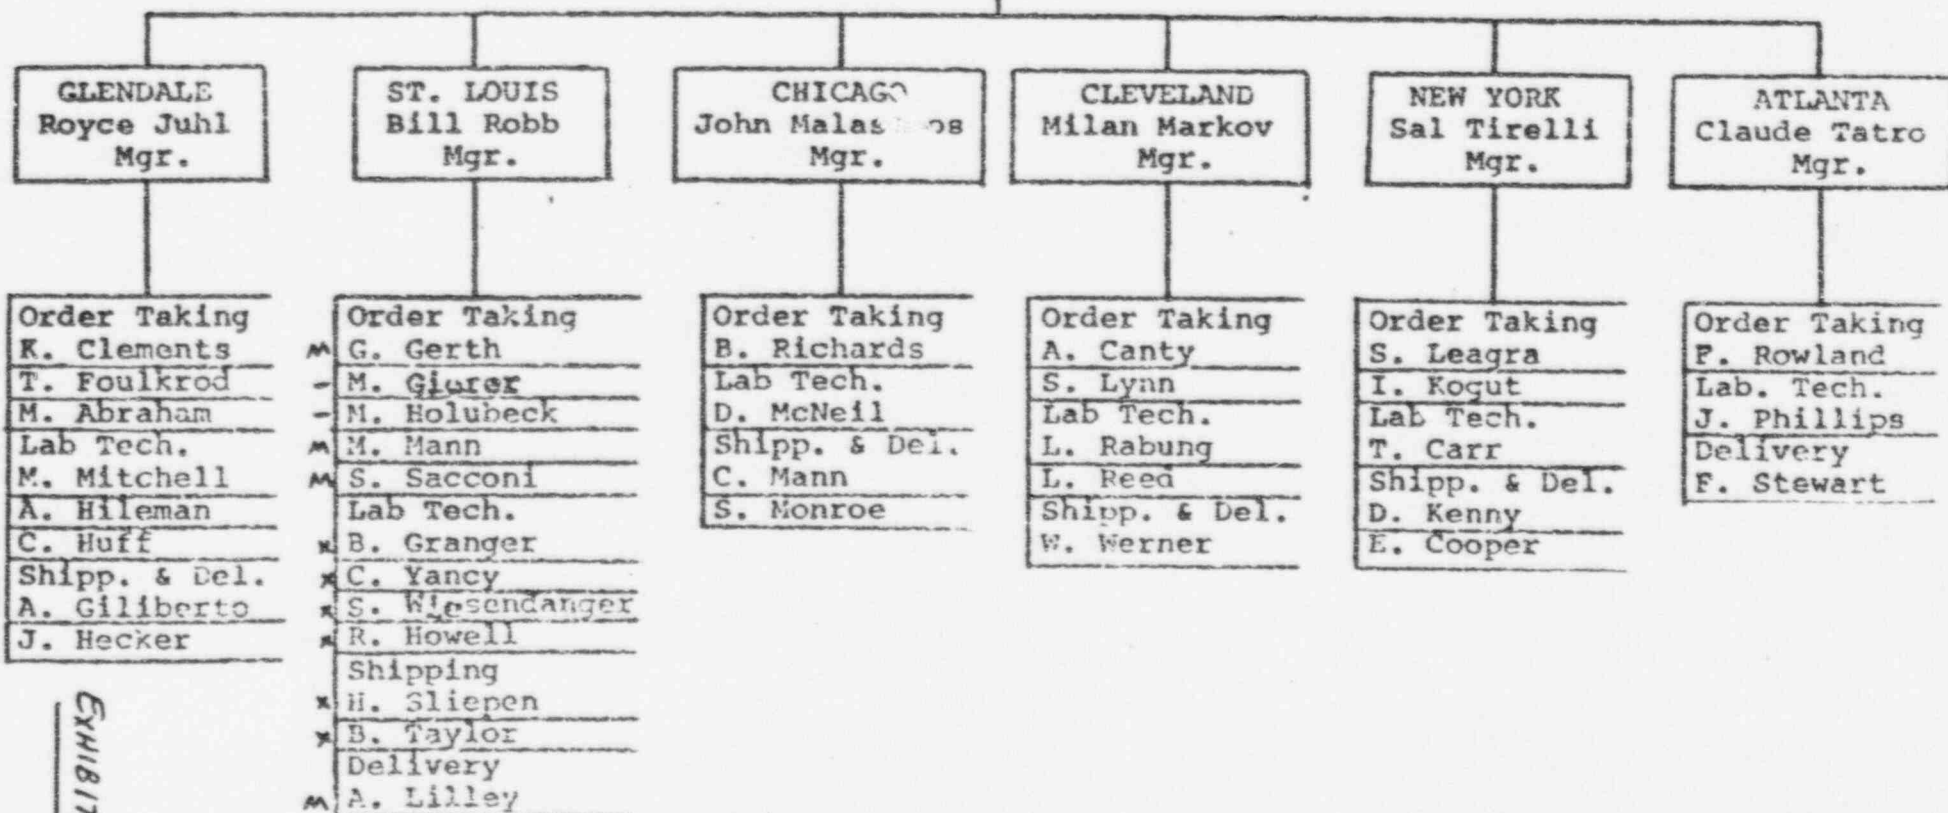 GLENDALE
Royce Juhl
Mgr.
ST. LOUIS
Bill Robb
Mgr.
CHICAGO
John
Mgr.
CLEVELAND
Milan Markov
Mgr.
NEW YORK
Sal Tirelli
Mgr.
ATLANTA
Claude Tatro
Mgr.
Order Taking
K. Clements
T. Foulkrod
M. Abraham
Lab Tech.
M. Mitchell
A. Hileman
C. Huff
Shipp. & Del.
A. Giliberto
J. Hecker
Order Taking
M G. Gerth
- M.
- M. Holubeck
M M. Mann
M S. Sacconi
Lab Tech.
x B. Granger
x C. Yancy
x S. Wiesendanger
x R. Howell
Shipping
x H. Sliepen
x B. Taylor
Delivery
M A. Lilley
Order Taking
B. Richards
Lab Tech.
D. McNeil
Shipp. & Del.
C. Mann
S. Monroe
Order Taking
A. Canty
S. Lynn
Lab Tech.
L. Rabung
L. Reed
Shipp. & Del.
W. Werner
Order Taking
S. Leagra
I. Kogut
Lab Tech.
T. Carr
Shipp. & Del.
D. Kenny
E. Cooper
Order Taking
F. Rowland
Lab. Tech.
J. Phillips
Delivery
F. Stewart
EXHIBIT